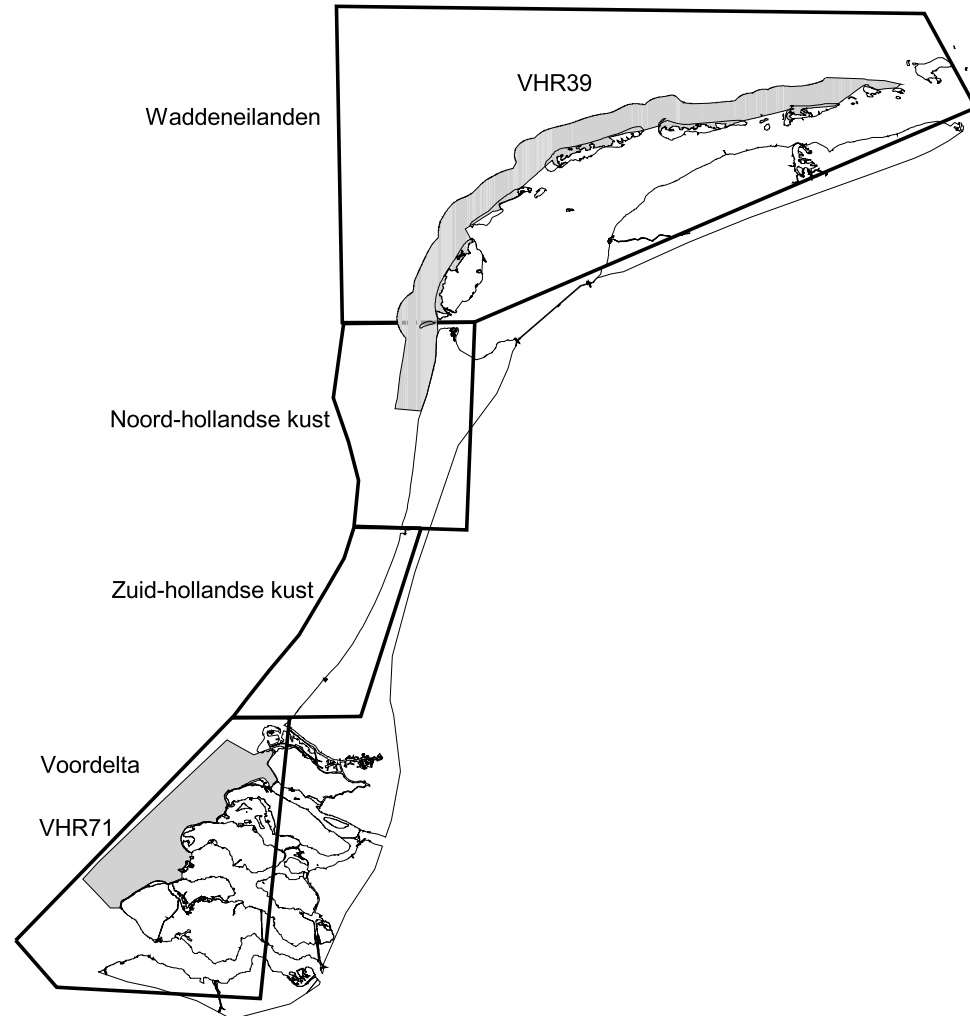 VHR39
Waddeneilanden
Noord-hollandse kust
Zuid-hollandse kust
Voordelta
VHR71